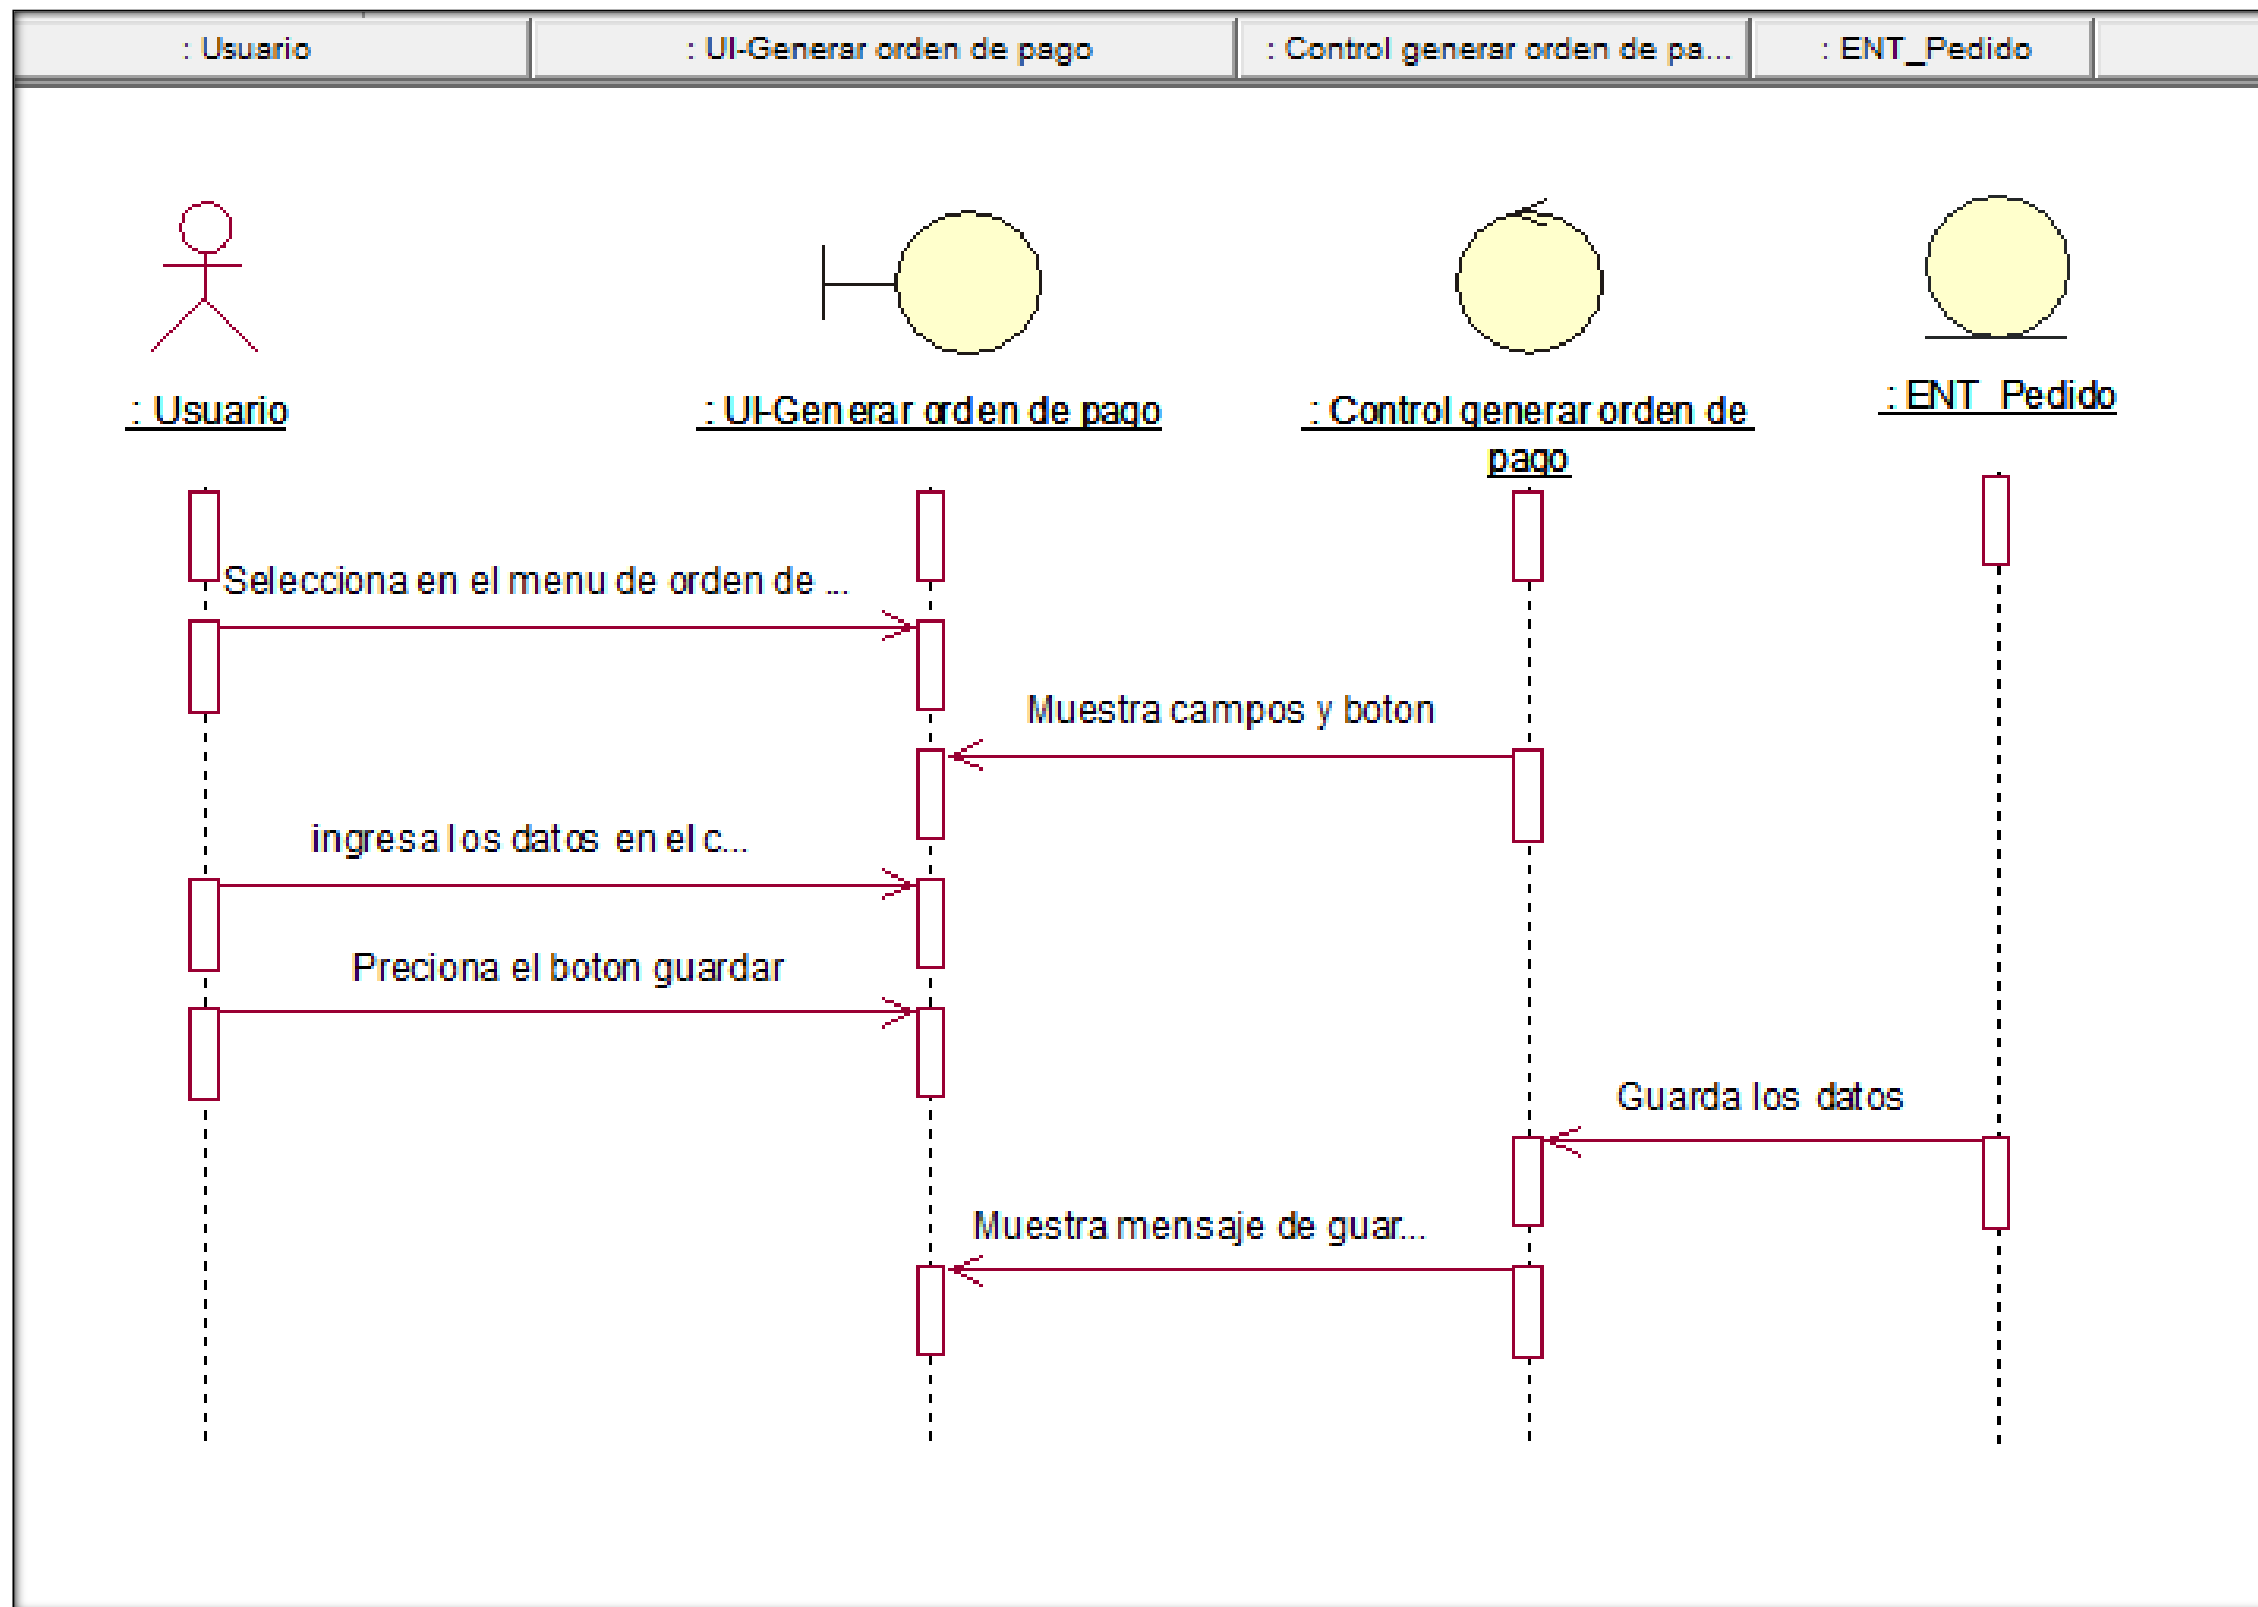 : Usuario
: UI-Generar orden de pago
: Control generar orden de pa...
: ENT_Pedido
: Usuario
: UI-Generar orden de pago
: Control generar orden de
pago
: ENT_Pedido
Selecciona en el menu de orden de ...
Muestra campos y boton
ingresa los datos en el c...
Preciona el boton guardar
Guarda los datos
Muestra mensaje de guar...